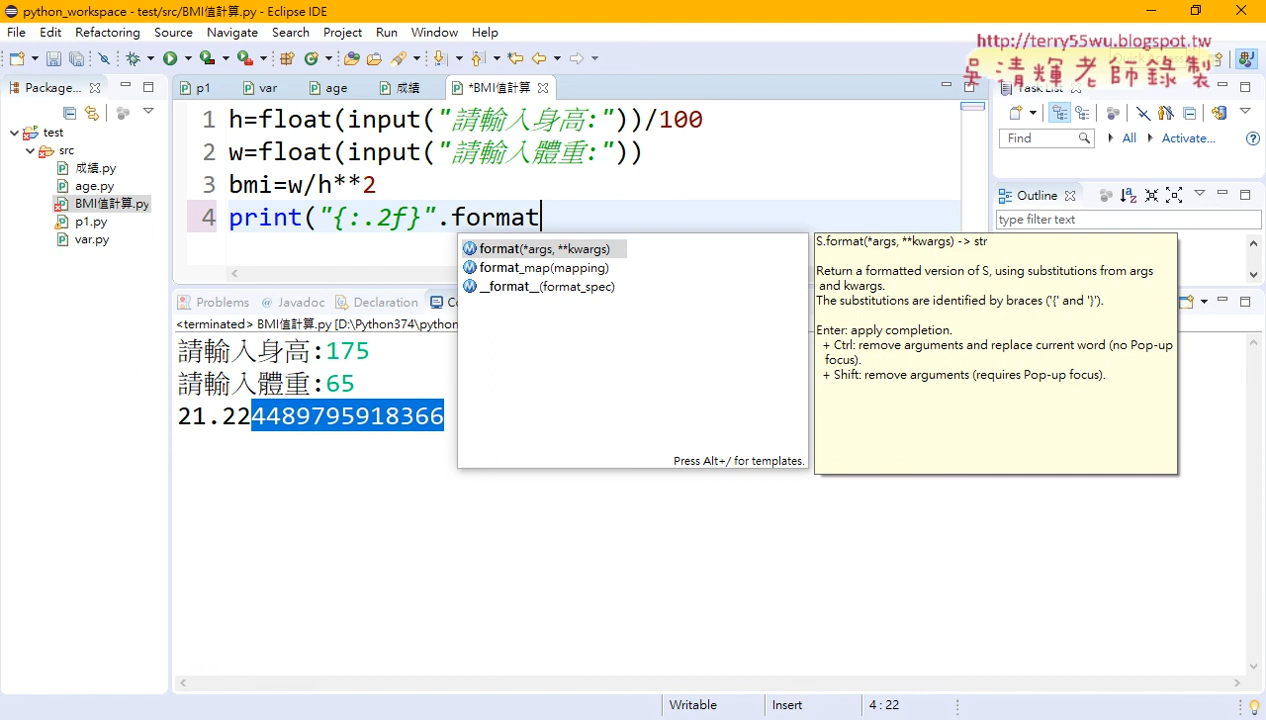 python_workspace - test/src/BMI值計算.py - Eclipse IDE
File Edit Refactoring Source Navigate Search Project Run Window Help
http://terry55wu.blogspot.tw
吳清輝老師錄製
Package...
p1 var age 成績 *BMI值計算
test
src
成績.py
age.py
BMI值計算.py
p1.py
var.py
1 h=float(input("請輸入身高:"))/100
2 w=float(input("請輸入體重:"))
3 bmi=w/h**2
4 print("{:.2f}".format
format(*args, **kwargs)
format_map(mapping)
__format__(format_spec)
Press Alt+/ for templates.
S.format(*args, **kwargs) -> str
Return a formatted version of S, using substitutions from args
and kwargs.
The substitutions are identified by braces ('{' and '}').
Enter: apply completion.
+ Ctrl: remove arguments and replace current word (no Pop-up
focus).
+ Shift: remove arguments (requires Pop-up focus).
Find All Activate...
Outline
type filter text
Problems Javadoc Declaration Co
<terminated> BMI值計算.py [D:\Python374\python
請輸入身高:175
請輸入體重:65
21.224489795918366
Writable Insert 4 : 22